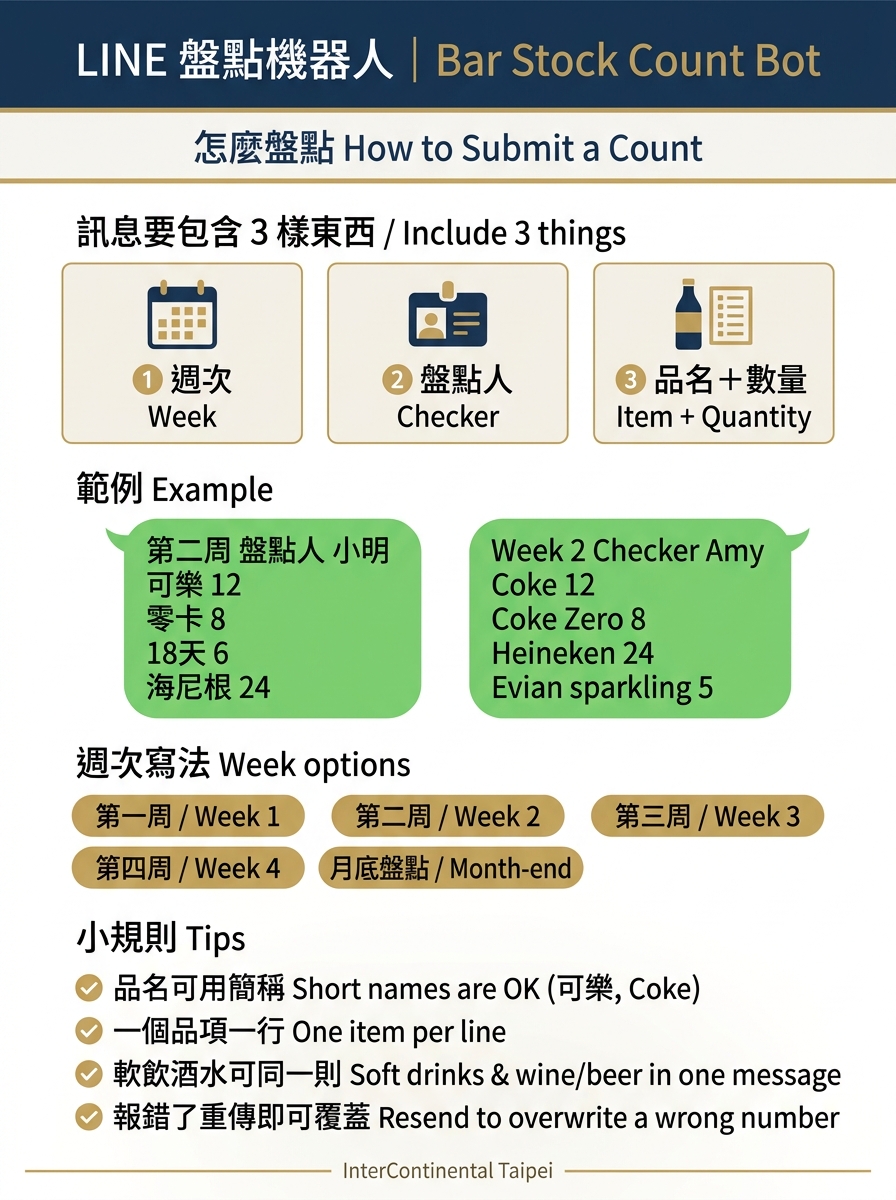 LINE 盤點機器人｜Bar Stock Count Bot
怎麼盤點 How to Submit a Count
訊息要包含 3 樣東西 / Include 3 things
1 週次
Week
2 盤點人
Checker
3 品名＋數量
Item + Quantity
範例 Example
第二周 盤點人 小明
可樂 12
零卡 8
18天 6
海尼根 24
Week 2 Checker Amy
Coke 12
Coke Zero 8
Heineken 24
Evian sparkling 5
週次寫法 Week options
第一周 / Week 1
第二周 / Week 2
第三周 / Week 3
第四周 / Week 4
月底盤點 / Month-end
小規則 Tips
品名可用簡稱 Short names are OK (可樂, Coke)
一個品項一行 One item per line
軟飲酒水可同一則 Soft drinks & wine/beer in one message
報錯了重傳即可覆蓋 Resend to overwrite a wrong number
InterContinental Taipei